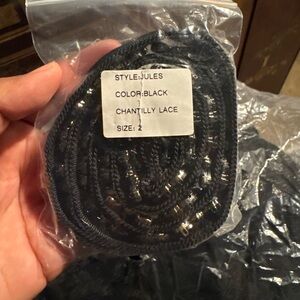 STYLE:JULES
COLOR:BLACK
CHANTILLY LACE
SIZE: 2